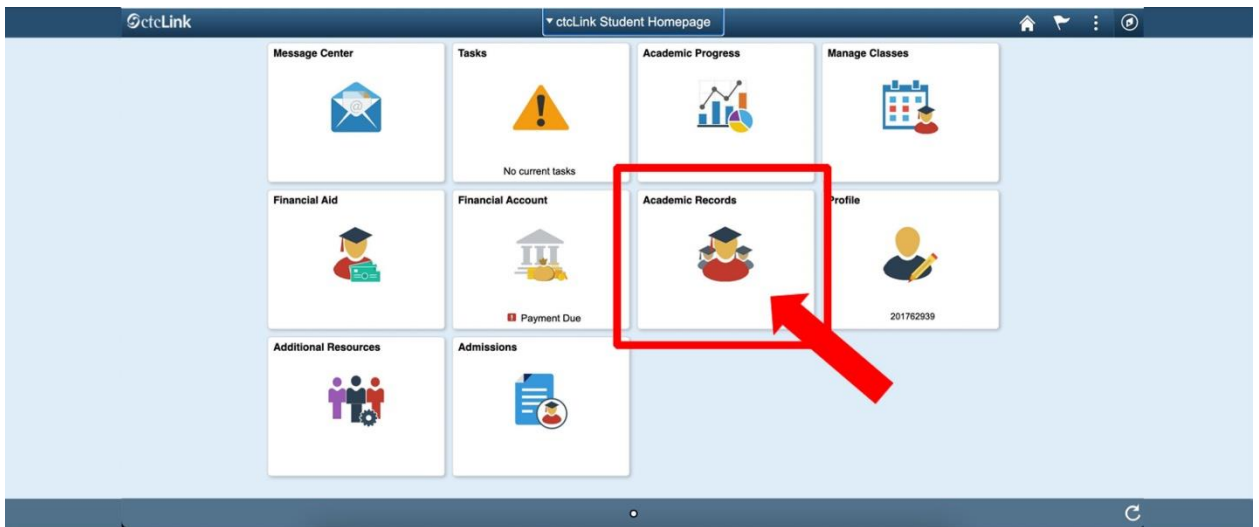 ctcLink
ctcLink Student Homepage
Message Center
Tasks
Academic Progress
Manage Classes
@
No current tasks
Financial Aid
Financial Account
Academic Records
Profile
Payment Due
201762939
Additional Resources
Admissions